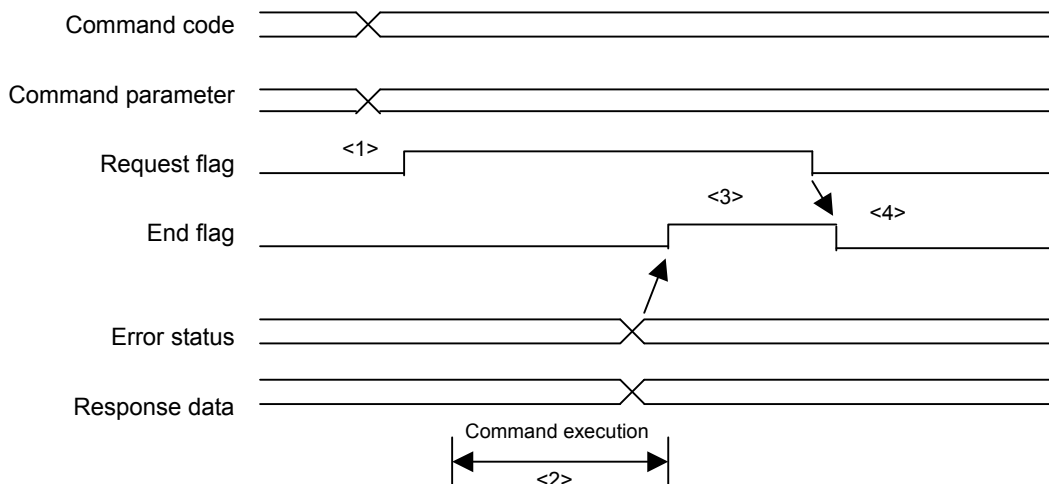 Command code
Command parameter
<1>
Request flag
<3>
<4>
End flag
Error status
Response data
Command execution
<2>